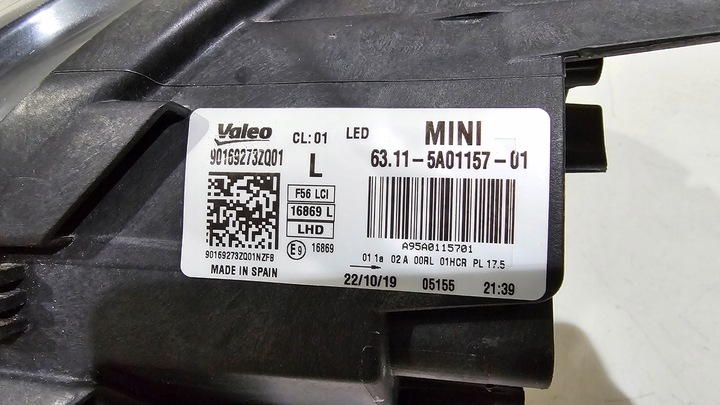 Valeo CL: 01 LED MINI
90169273ZQ01 L 63.11-5A01157-01
F56 LCI
16869 L
LHD
A95A0115701
E9 16869
90169273ZQ01NZFB
01 1a 02 A 00RL 01HCR PL 17.5
MADE IN SPAIN
22/10/19 05155 21:39